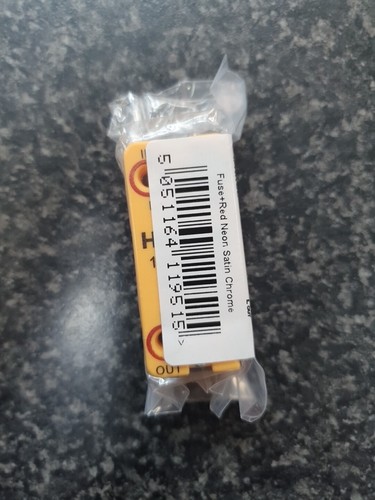 Fuse+Red Neon Satin Chrome
5 051164 119515 >
H
OUT